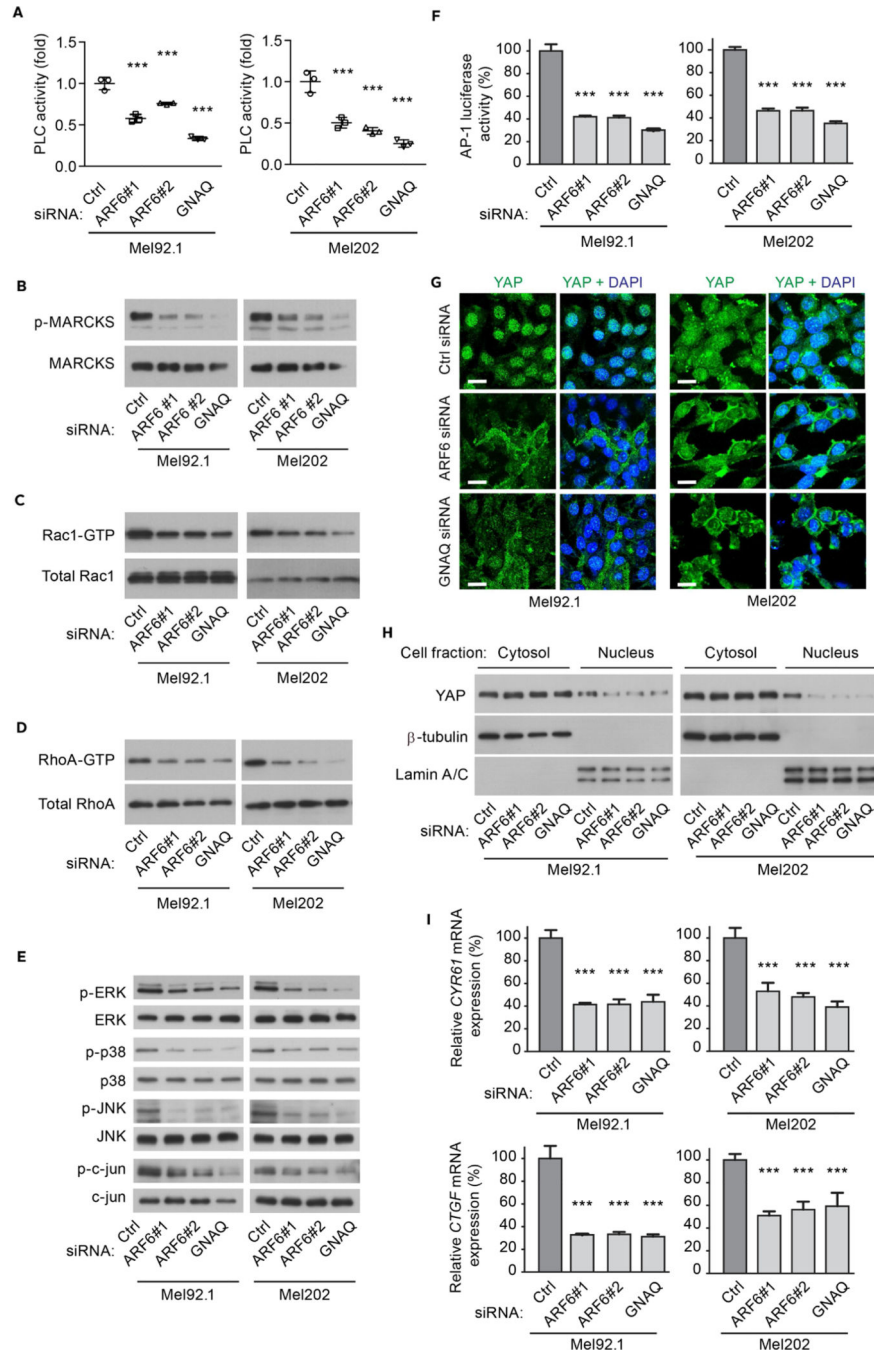 A
PLC activity (fold)
1.5
1.0
0.5
0.0
***
***
***
siRNA:
Ctrl
ARF6#1
ARF6#2
GNAQ
Mel92.1
PLC activity (fold)
1.5
1.0
0.5
0.0
***
***
***
Ctrl
ARF6#1
ARF6#2
GNAQ
Mel202
B
p-MARCKS
MARCKS
siRNA:
Ctrl
ARF6 #1
ARF6 #2
GNAQ
Mel92.1
Ctrl
ARF6 #1
ARF6 #2
GNAQ
Mel202
C
Rac1-GTP
Total Rac1
siRNA:
Ctrl
ARF6#1
ARF6#2
GNAQ
Mel92.1
Ctrl
ARF6#1
ARF6#2
GNAQ
Mel202
D
RhoA-GTP
Total RhoA
siRNA:
Ctrl
ARF6#1
ARF6#2
GNAQ
Mel92.1
Ctrl
ARF6#1
ARF6#2
GNAQ
Mel202
E
p-ERK
ERK
p-p38
p38
p-JNK
JNK
p-c-jun
c-jun
siRNA:
Ctrl
ARF6#1
ARF6#2
GNAQ
Mel92.1
Ctrl
ARF6#1
ARF6#2
GNAQ
Mel202
F
AP-1 luciferase
activity (%)
100
80
60
40
20
0
*** *** ***
siRNA:
Ctrl
ARF6#1
ARF6#2
GNAQ
Mel92.1
100
80
60
40
20
0
*** *** ***
Ctrl
ARF6#1
ARF6#2
GNAQ
Mel202
G
YAP YAP + DAPI YAP YAP + DAPI
Ctrl siRNA
ARF6 siRNA
GNAQ siRNA
Mel92.1 Mel202
H
Cell fraction: Cytosol Nucleus Cytosol Nucleus
YAP
β-tubulin
Lamin A/C
siRNA:
Ctrl
ARF6#1
ARF6#2
GNAQ
Ctrl
ARF6#1
ARF6#2
GNAQ
Mel92.1
Ctrl
ARF6#1
ARF6#2
GNAQ
Ctrl
ARF6#1
ARF6#2
GNAQ
Mel202
I
Relative CYR61 mRNA
expression (%)
100
80
60
40
20
0
*** *** ***
siRNA:
Ctrl
ARF6#1
ARF6#2
GNAQ
Mel92.1
100
80
60
40
20
0
*** *** ***
Ctrl
ARF6#1
ARF6#2
GNAQ
Mel202
Relative CTGF mRNA
expression (%)
100
80
60
40
20
0
*** *** ***
siRNA:
Ctrl
ARF6#1
ARF6#2
GNAQ
Mel92.1
100
80
60
40
20
0
*** *** ***
Ctrl
ARF6#1
ARF6#2
GNAQ
Mel202